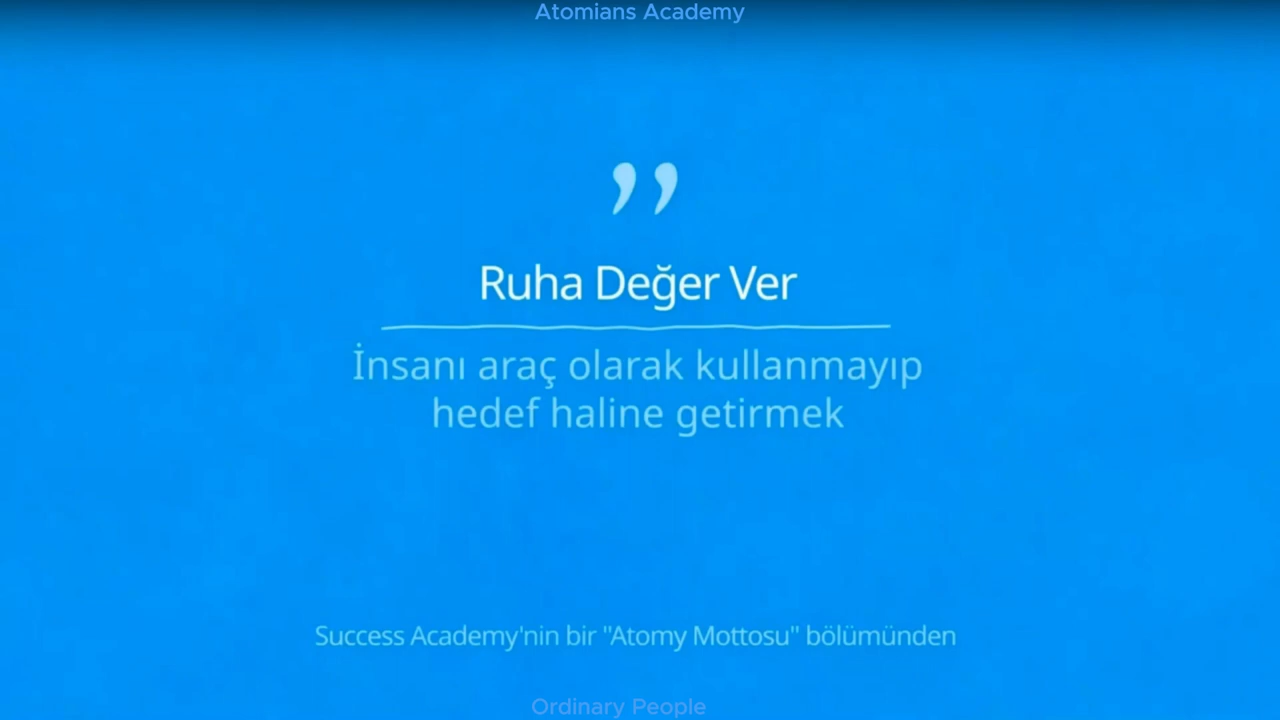 Atomians Academy
”
Ruha Değer Ver
İnsanı araç olarak kullanmayıp
hedef haline getirmek
Success Academy'nin bir "Atomy Mottosu" bölümünden
Ordinary People